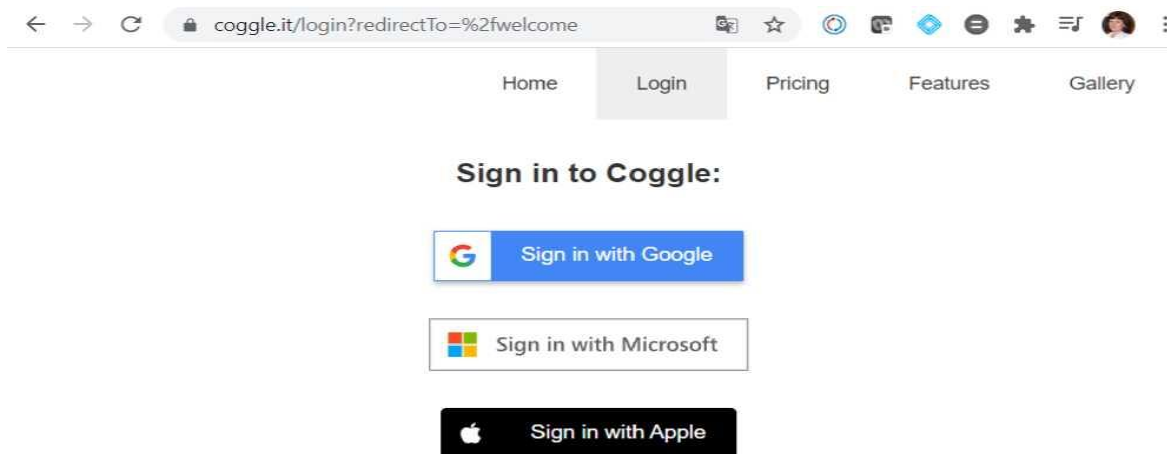 coggle.it/login?redirectTo=%2fwelcome
Home Login Pricing Features Gallery
Sign in to Coggle:
Sign in with Google
Sign in with Microsoft
Sign in with Apple